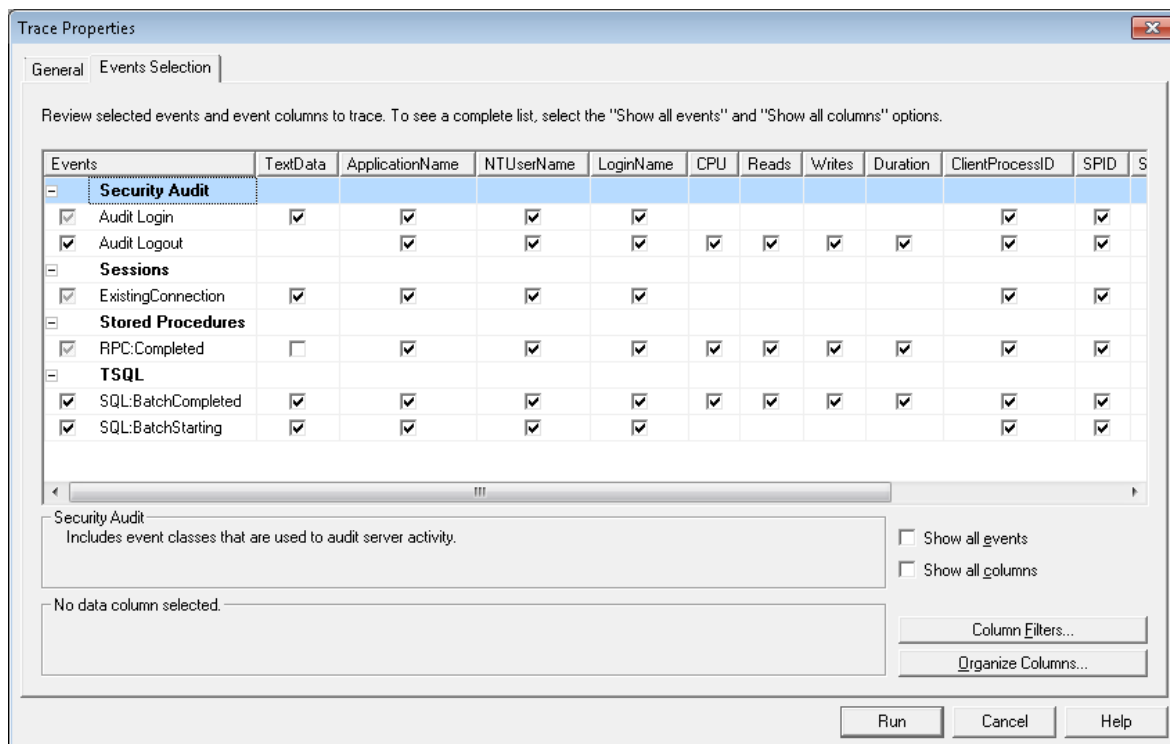 Trace Properties
General Events Selection
Review selected events and event columns to trace. To see a complete list, select the "Show all events" and "Show all columns" options.
Events TextData ApplicationName NTUserName LoginName CPU Reads Writes Duration ClientProcessID SPID S
Security Audit
Audit Login
Audit Logout
Sessions
ExistingConnection
Stored Procedures
RPC:Completed
TSQL
SQL:BatchCompleted
SQL:BatchStarting
Security Audit
Includes event classes that are used to audit server activity.
Show all events
Show all columns
No data column selected.
Column Filters...
Organize Columns...
Run Cancel Help